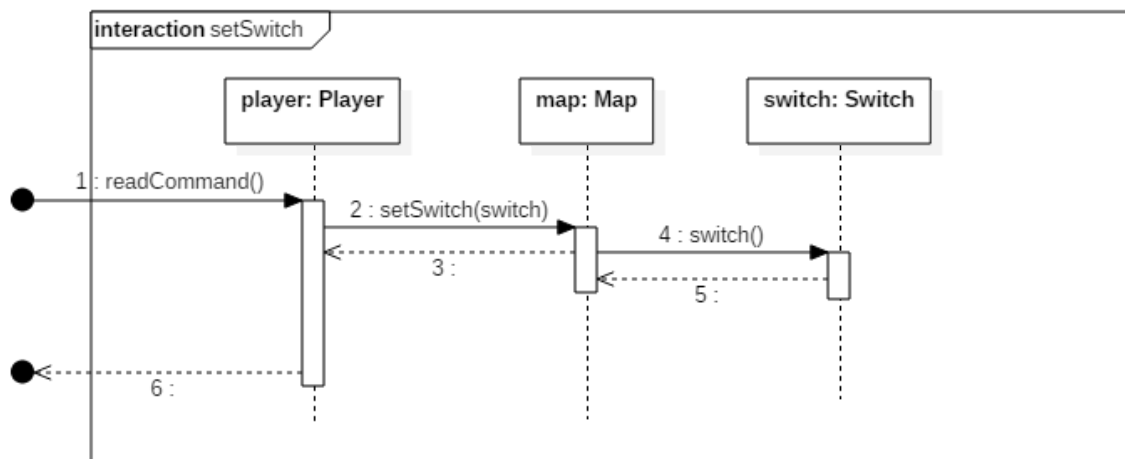 interaction setSwitch
player: Player
map: Map
switch: Switch
1 : readCommand()
2 : setSwitch(switch)
4 : switch()
3 :
5 :
6 :